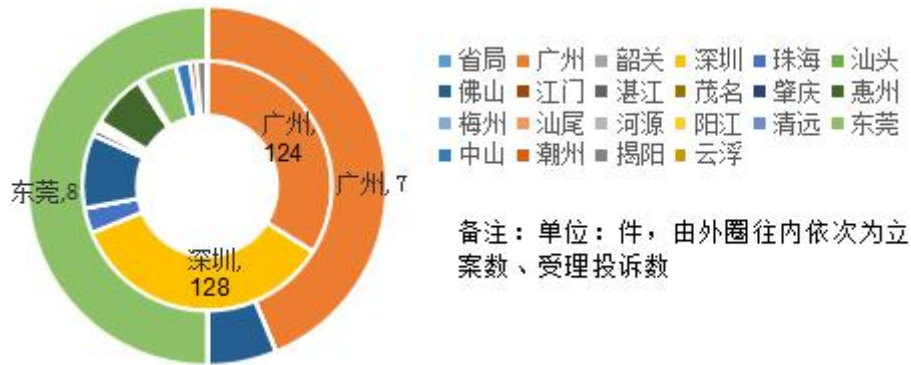 省局 广州 韶关 深圳 珠海 汕头
佛山 江门 湛江 茂名 肇庆 惠州
梅州 汕尾 河源 阳江 清远 东莞
中山 潮州 揭阳 云浮
广州,
124
广州, 7
东莞,8
深圳,
128
备注：单位：件，由外圈往内依次为立
案数、受理投诉数